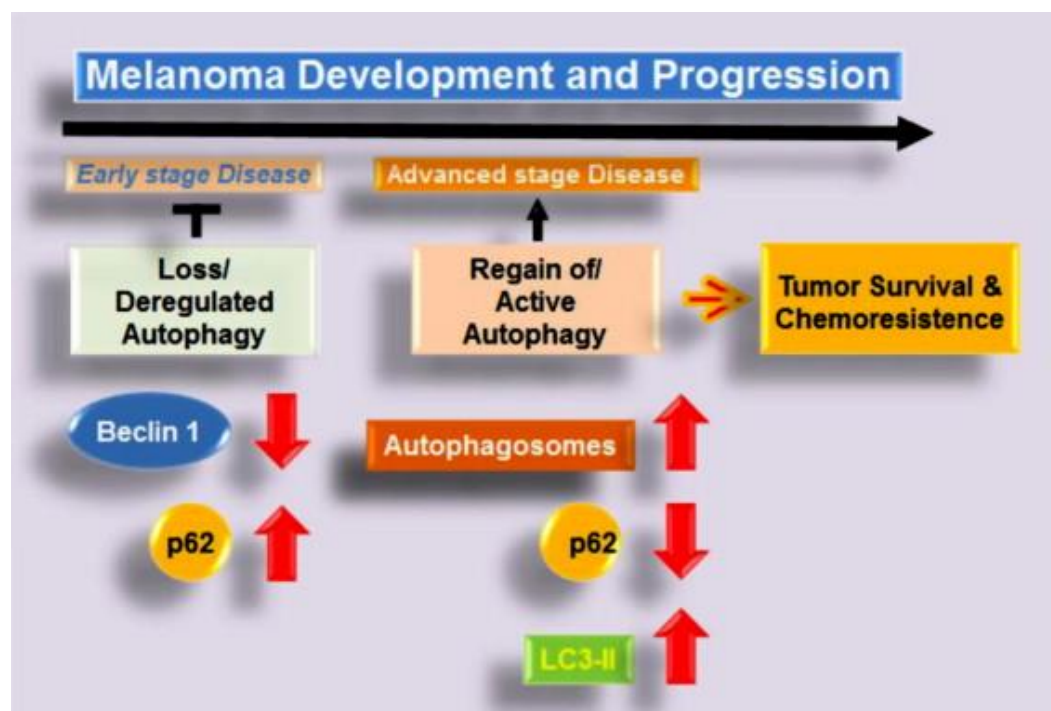 Melanoma Development and Progression
Early stage Disease
Advanced stage Disease
Loss/
Deregulated
Autophagy
Regain of/
Active
Autophagy
Tumor Survival &
Chemoresistence
Beclin 1
Autophagosomes
p62
p62
LC3-II